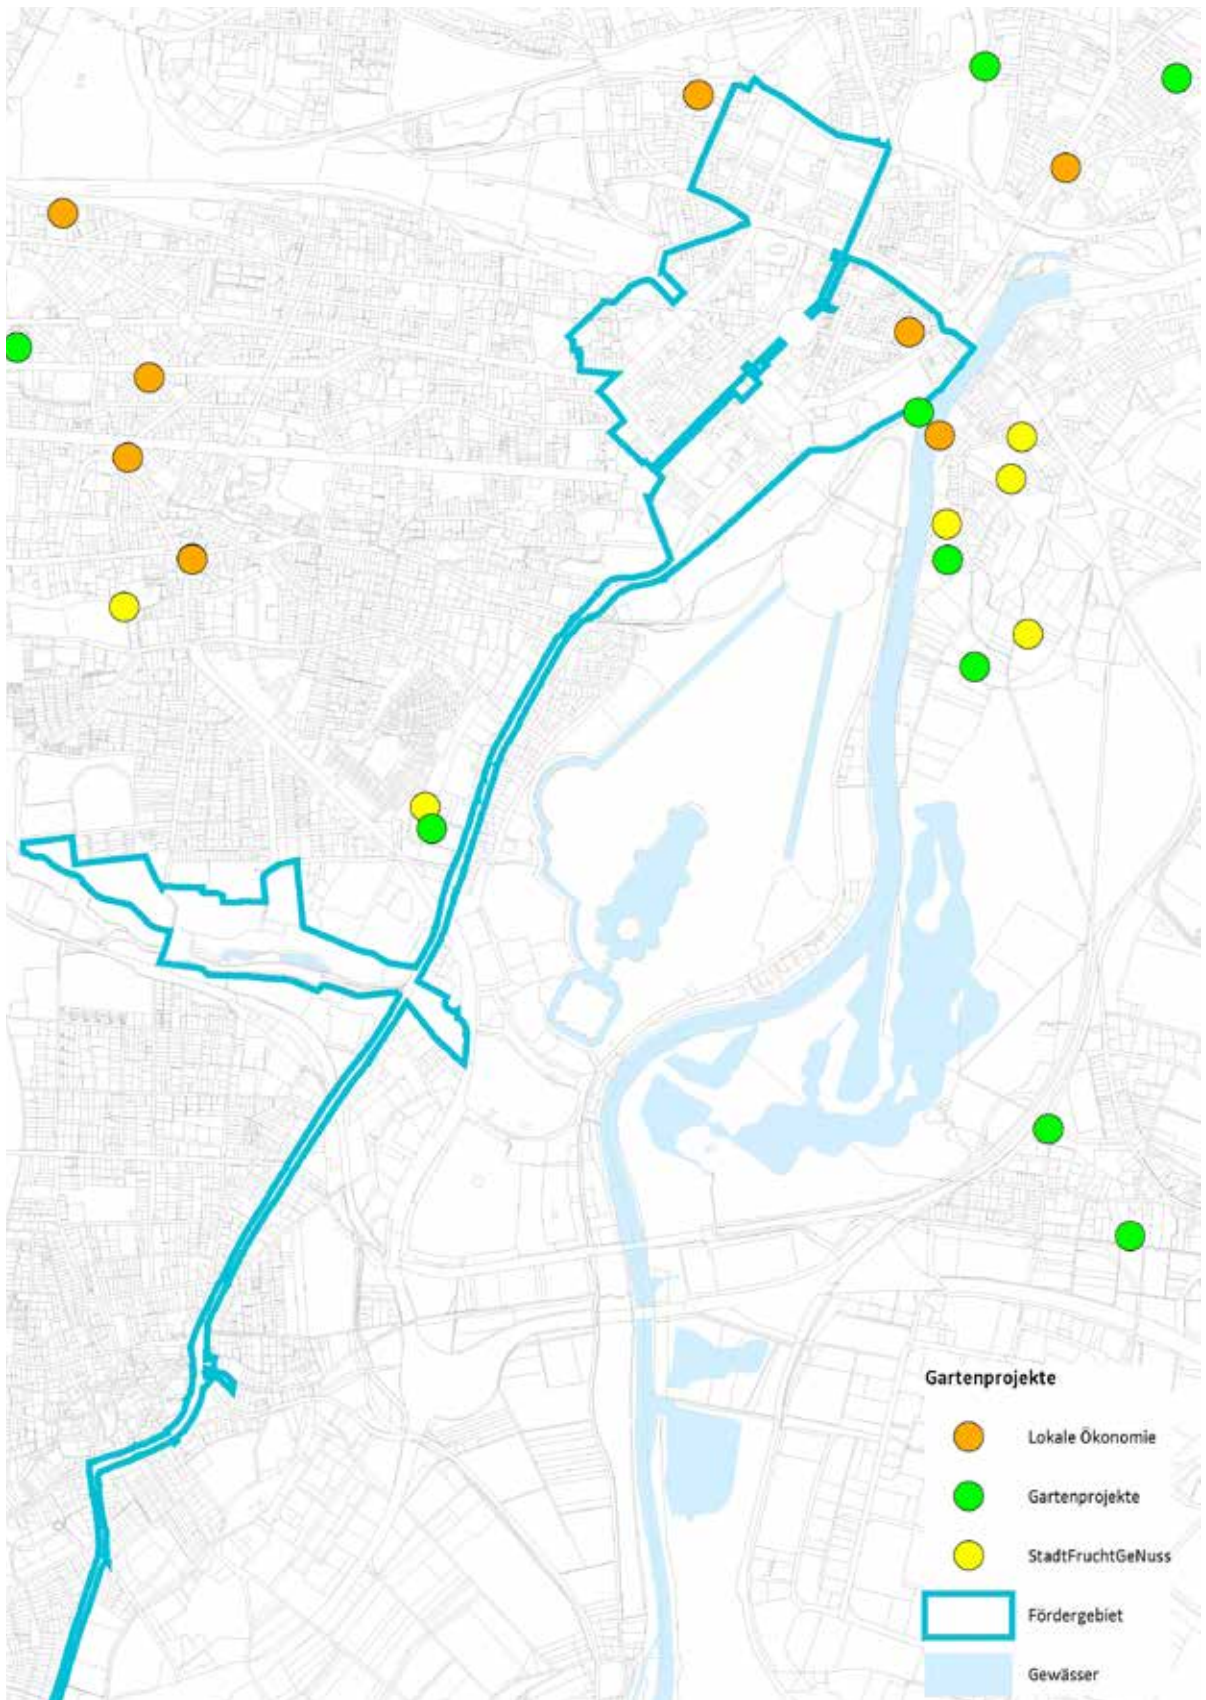 Gartenprojekte
Lokale Ökonomie
Gartenprojekte
StadtFruchtGeNuss
Fördergebiet
Gewässer